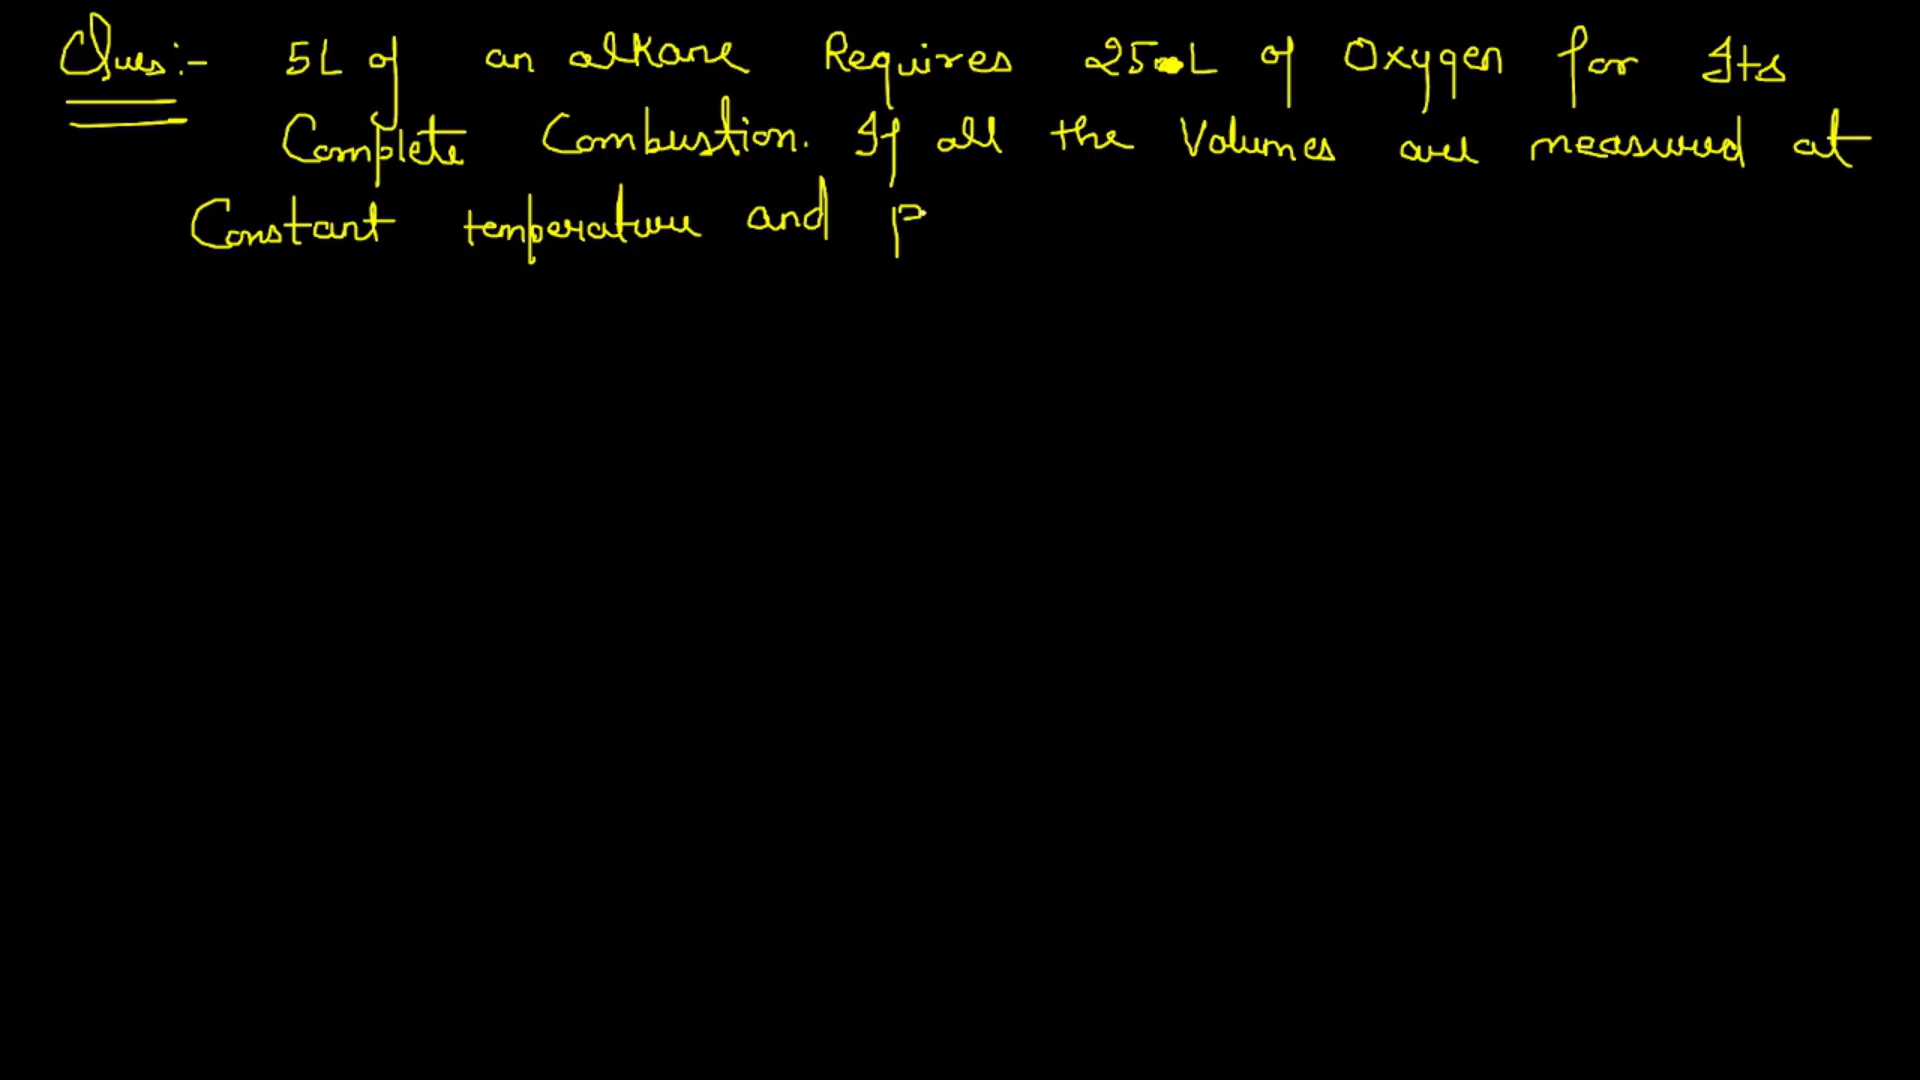 Ques:- 5L of an alkane Requires 25 L of Oxygen for Its
Complete Combustion. If all the Volumes are measured at
Constant temperature and P